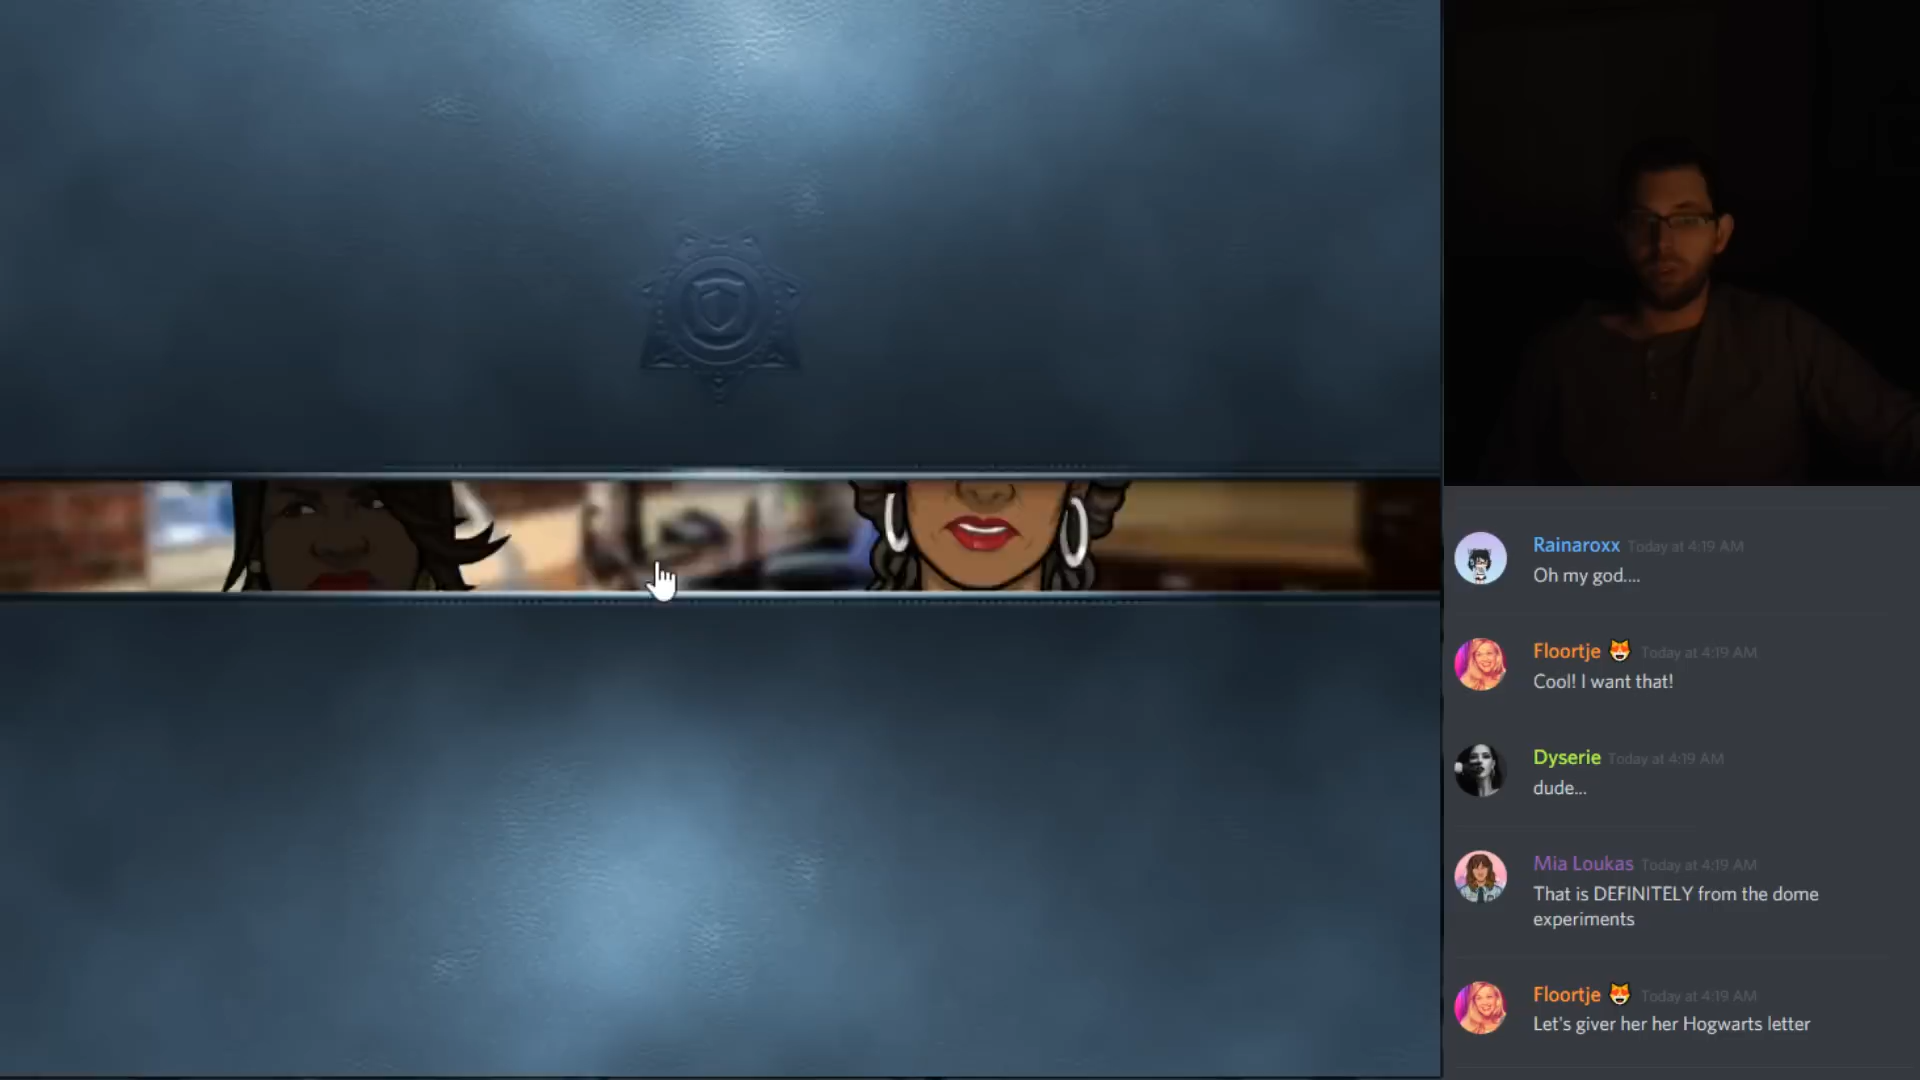 Rainaroxx Today at 4:19 AM
Oh my god....
Floortje 😻 Today at 4:19 AM
Cool! I want that!
Dyserie Today at 4:19 AM
dude...
Mia Loukas Today at 4:19 AM
That is DEFINITELY from the dome
experiments
Floortje 😻 Today at 4:19 AM
Let's giver her her Hogwarts letter